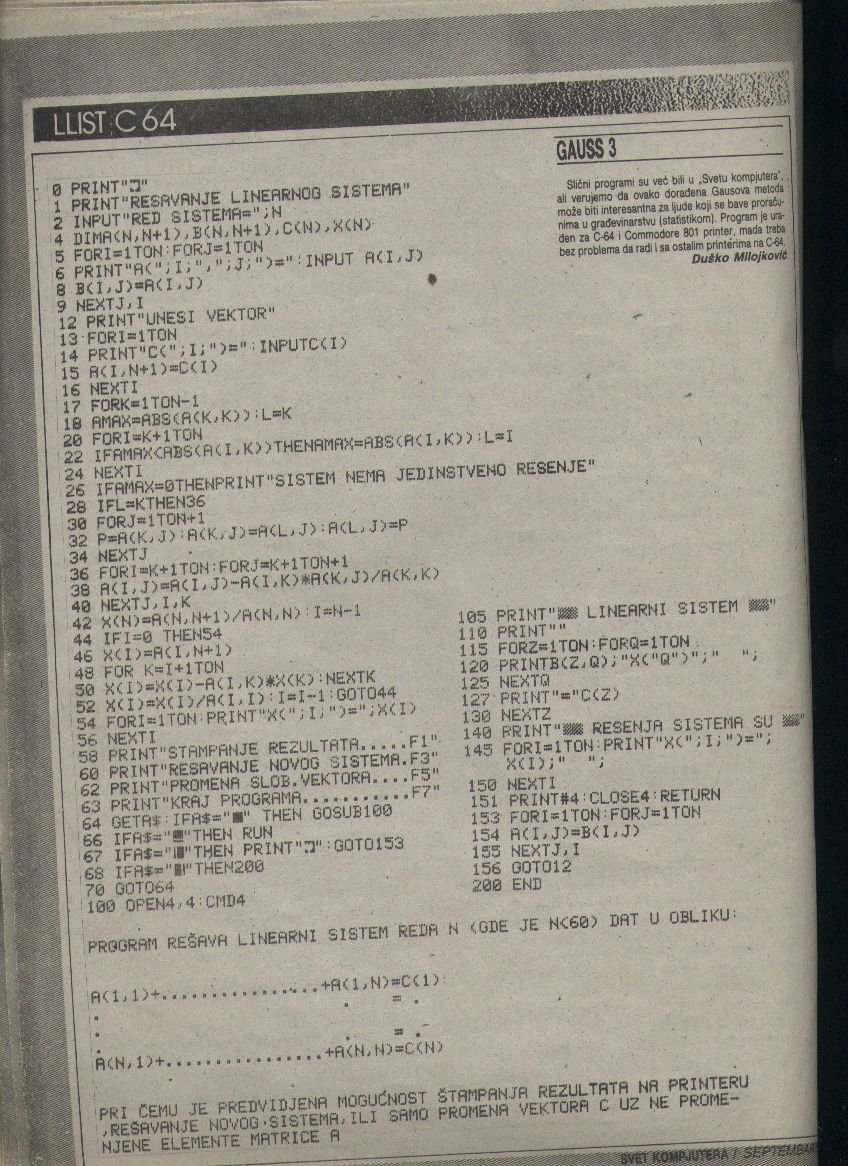 LLIST C 64
GAUSS 3
Slični programi su već bili u „Svetu kompjutera",
ali verujemo da ovako dorađena Gausova metoda
može biti interesantna za ljude koji se bave proraču-
nima u građevinarstvu (statistikom). Program je ura-
đen za C-64 i Commodore 801 printer, mada treba
bez problema da radi i sa ostalim printerima na C-64.
Duško Milojković
0 PRINT"
1 PRINT"RESAVANJE LINEARNOG SISTEMA"
2 INPUT"RED SISTEMA=";N
4 DIMA(N,N+1),B(N,N+1),C(N),X(N)
5 FORI=1TON:FORJ=1TON
6 PRINT"A(";I;",";J;")=":INPUT A(I,J)
8 B(I,J)=A(I,J)
9 NEXTJ,I
12 PRINT"UNESI VEKTOR"
13 FORI=1TON
14 PRINT"C(";I;")=":INPUTC(I)
15 A(I,N+1)=C(I)
16 NEXTI
17 FORK=1TON-1
18 AMAX=ABS(A(K,K)):L=K
20 FORI=K+1TON
22 IFAMAX<ABS(A(I,K))THENAMAX=ABS(A(I,K)):L=I
24 NEXTI
26 IFAMAX=0THENPRINT"SISTEM NEMA JEDINSTVENO RESENJE"
28 IFL=KTHEN36
30 FORJ=1TON+1
32 P=A(K,J):A(K,J)=A(L,J):A(L,J)=P
34 NEXTJ
36 FORI=K+1TON:FORJ=K+1TON+1
38 A(I,J)=A(I,J)-A(I,K)*A(K,J)/A(K,K)
40 NEXTJ,I,K
42 X(N)=A(N,N+1)/A(N,N):I=N-1
44 IFI=0 THEN54
46 X(I)=A(I,N+1)
48 FOR K=I+1TON
50 X(I)=X(I)-A(I,K)*X(K):NEXTK
52 X(I)=X(I)/A(I,I):I=I-1:GOTO44
54 FORI=1TON:PRINT"X(";I;")=";X(I)
56 NEXTI
58 PRINT"STAMPANJE REZULTATA.....F1"
60 PRINT"RESAVANJE NOVOG SISTEMA.F3"
62 PRINT"PROMENA SLOB.VEKTORA....F5"
63 PRINT"KRAJ PROGRAMA...........F7"
64 GETA$:IFA$="" THEN GOSUB100
66 IFA$=""THEN RUN
67 IFA$=""THEN PRINT"":GOTO153
68 IFA$=""THEN200
70 GOTO64
100 OPEN4,4:CMD4
105 PRINT"▒▒ LINEARNI SISTEM ▒▒"
110 PRINT""
115 FORZ=1TON:FORQ=1TON
120 PRINTB(Z,Q);"X("Q")";"  ";
125 NEXTQ
127 PRINT"="C(Z)
130 NEXTZ
140 PRINT"▒▒ RESENJA SISTEMA SU ▒▒"
145 FORI=1TON:PRINT"X(";I;")=";
X(I);"  ";
150 NEXTI
151 PRINT#4:CLOSE4:RETURN
153 FORI=1TON:FORJ=1TON
154 A(I,J)=B(I,J)
155 NEXTJ,I
156 GOTO12
200 END
PROGRAM REŠAVA LINEARNI SISTEM REDA N (GDE JE N<60) DAT U OBLIKU:
A(1,1)+................+A(1,N)=C(1)
. . = .
. . = .
A(N,1)+................+A(N,N)=C(N)
PRI ČEMU JE PREDVIDJENA MOGUĆNOST ŠTAMPANJA REZULTATA NA PRINTERU
,REŠAVANJE NOVOG SISTEMA,ILI SAMO PROMENA VEKTORA C UZ NE PROME-
NJENE ELEMENTE MATRICE A
SVET KOMPJUTERA / SEPTEMBAR